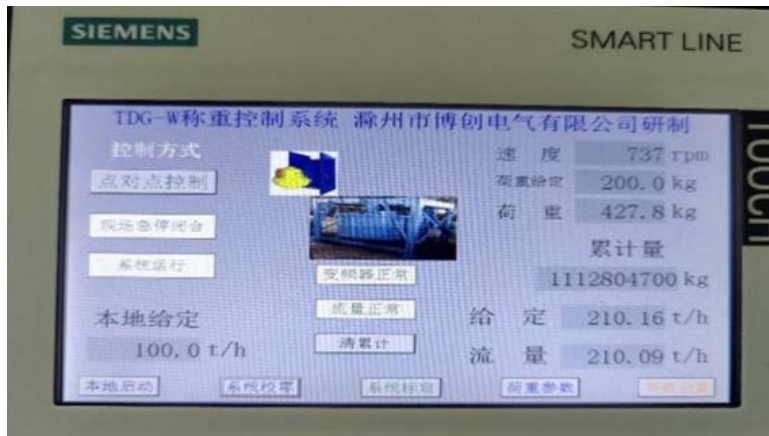 SIEMENS
SMART LINE
TOUCH
TDG-W称重控制系统 滁州市博创电气有限公司研制
控制方式
点对点控制
现场急停闭合
系统运行
本地给定
100.0 t/h
变频器正常
流量正常
清累计
速 度 737 rpm
荷重给定 200.0 kg
荷 重 427.8 kg
累计量
1112804700 kg
给 定 210.16 t/h
流 量 210.09 t/h
本地启动 系统校零 系统标定 荷重参数